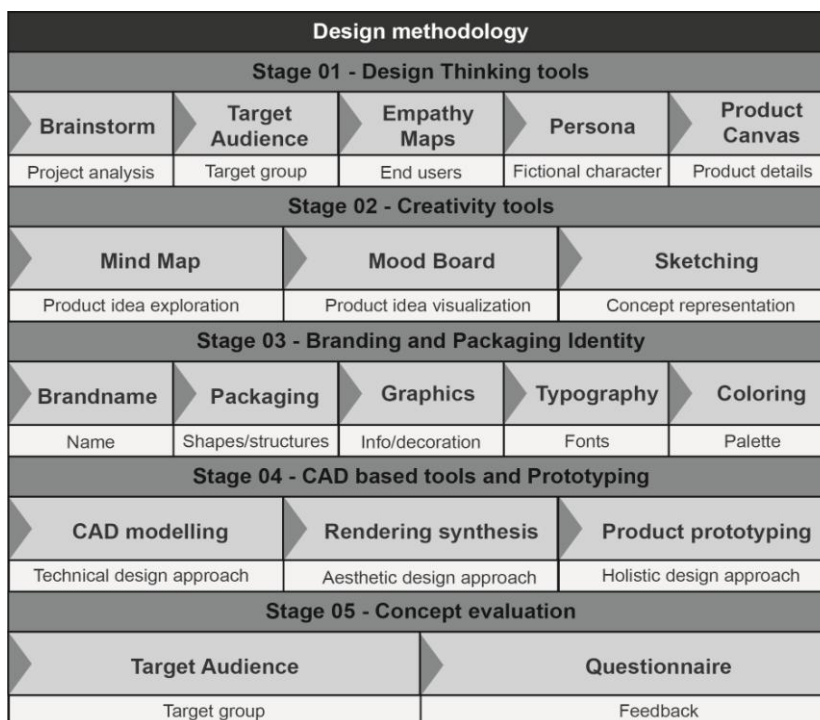 Design methodology
Stage 01 - Design Thinking tools
Brainstorm
Target
Audience
Empathy
Maps
Persona
Product
Canvas
Project analysis
Target group
End users
Fictional character
Product details
Stage 02 - Creativity tools
Mind Map
Mood Board
Sketching
Product idea exploration
Product idea visualization
Concept representation
Stage 03 - Branding and Packaging Identity
Brandname
Packaging
Graphics
Typography
Coloring
Name
Shapes/structures
Info/decoration
Fonts
Palette
Stage 04 - CAD based tools and Prototyping
CAD modelling
Rendering synthesis
Product prototyping
Technical design approach
Aesthetic design approach
Holistic design approach
Stage 05 - Concept evaluation
Target Audience
Questionnaire
Target group
Feedback